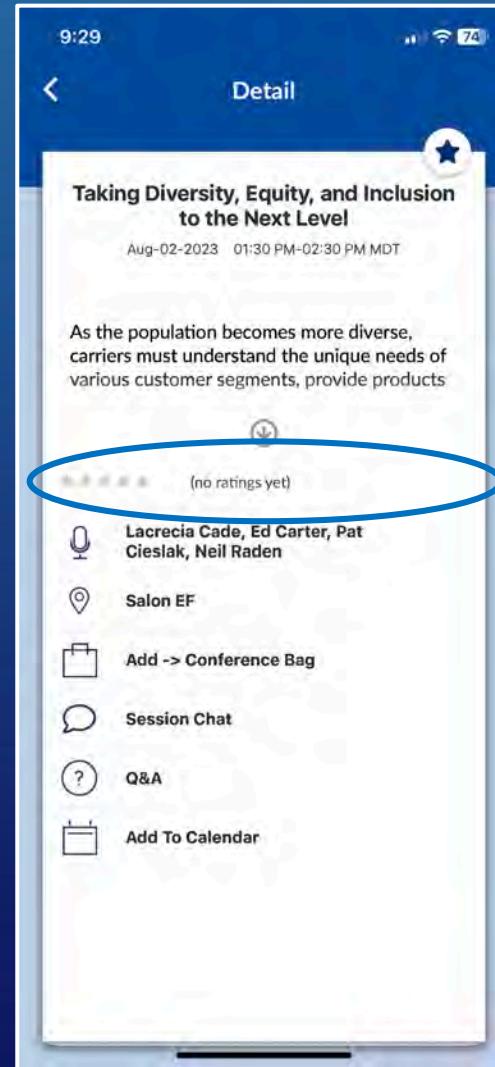 9:29
74
Detail
Taking Diversity, Equity, and Inclusion
to the Next Level
Aug-02-2023 01:30 PM-02:30 PM MDT
As the population becomes more diverse,
carriers must understand the unique needs of
various customer segments, provide products
(no ratings yet)
Lacrecia Cade, Ed Carter, Pat
Cieslak, Neil Raden
Salon EF
Add -> Conference Bag
Session Chat
? Q&A
Add To Calendar